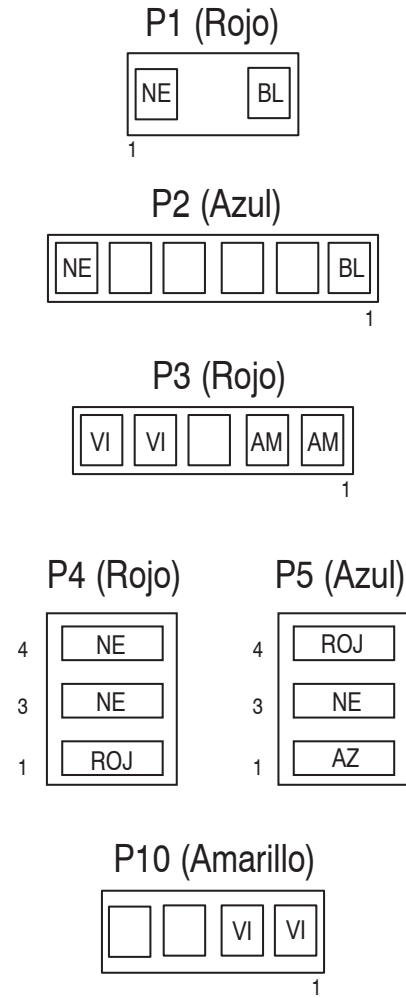 P1 (Rojo)
NE BL
1
P2 (Azul)
NE BL
1
P3 (Rojo)
VI VI AM AM
1
P4 (Rojo) P5 (Azul)
4 NE 4 ROJ
3 NE 3 NE
1 ROJ 1 AZ
P10 (Amarillo)
VI VI
1